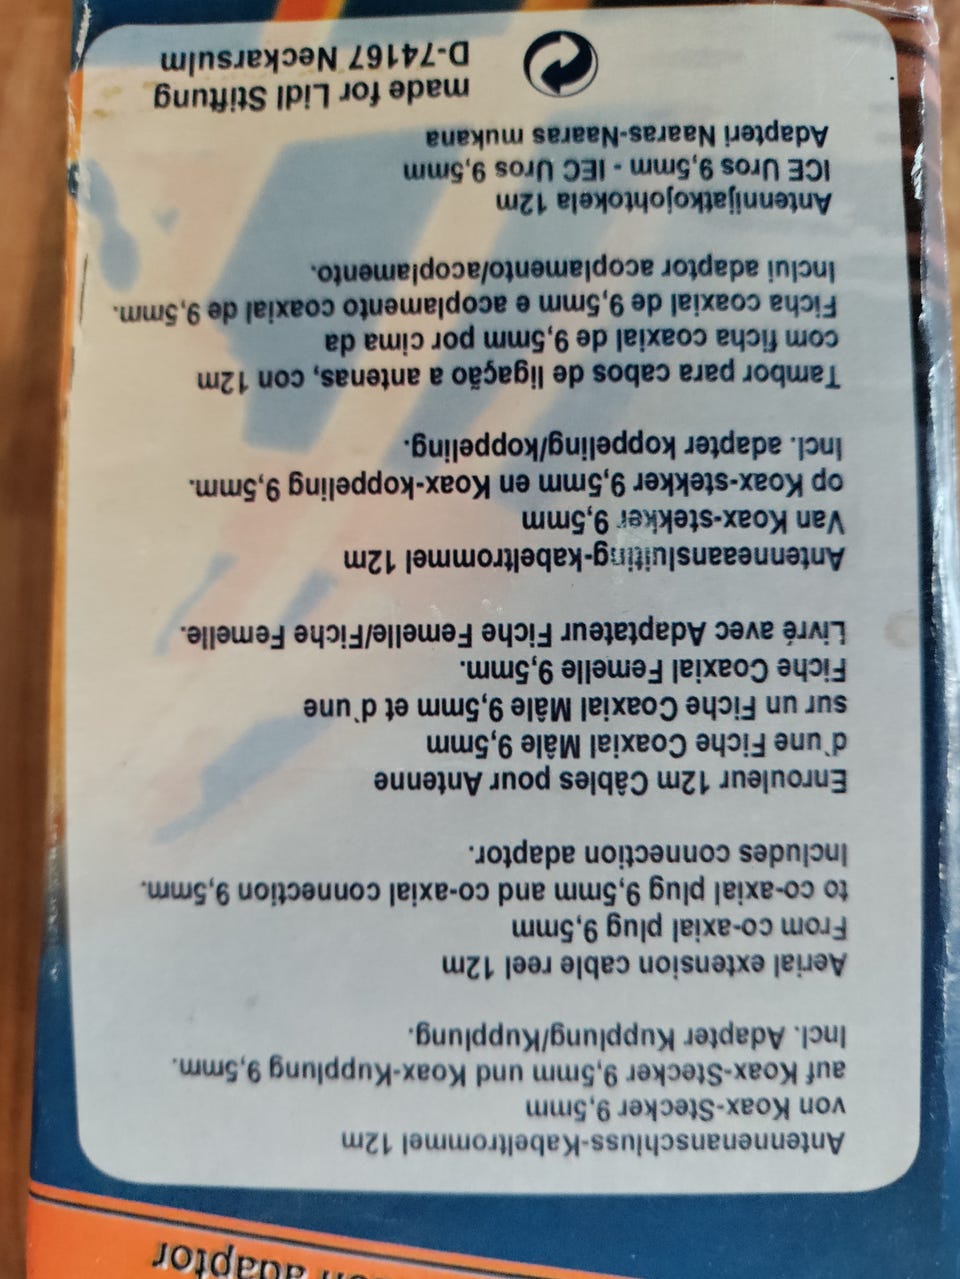 on adaptor
Antennenanschluss-Kabeltrommel 12m
von Koax-Stecker 9,5mm
auf Koax-Stecker 9,5mm und Koax-Kupplung 9,5mm.
Incl. Adapter Kupplung/Kupplung.
Aerial extension cable reel 12m
From co-axial plug 9,5mm
to co-axial plug 9,5mm and co-axial connection 9,5mm.
Includes connection adaptor.
Enrouleur 12m Câbles pour Antenne
d`une Fiche Coaxial Mâle 9,5mm
sur un Fiche Coaxial Mâle 9,5mm et d`une
Fiche Coaxial Femelle 9,5mm.
Livré avec Adaptateur Fiche Femelle/Fiche Femelle.
Antenneaansluiting-kabeltrommel 12m
Van Koax-stekker 9,5mm
op Koax-stekker 9,5mm en Koax-koppeling 9,5mm.
Incl. adapter koppeling/koppeling.
Tambor para cabos de ligação a antenas, con 12m
com ficha coaxial de 9,5mm por cima da
Ficha coaxial de 9,5mm e acoplamento coaxial de 9,5mm.
Inclui adaptor acoplamento/acoplamento.
Antennijatkojohtokela 12m
ICE Uros 9,5mm - IEC Uros 9,5mm
Adapteri Naaras-Naaras mukana
made for Lidl Stiftung
D-74167 Neckarsulm